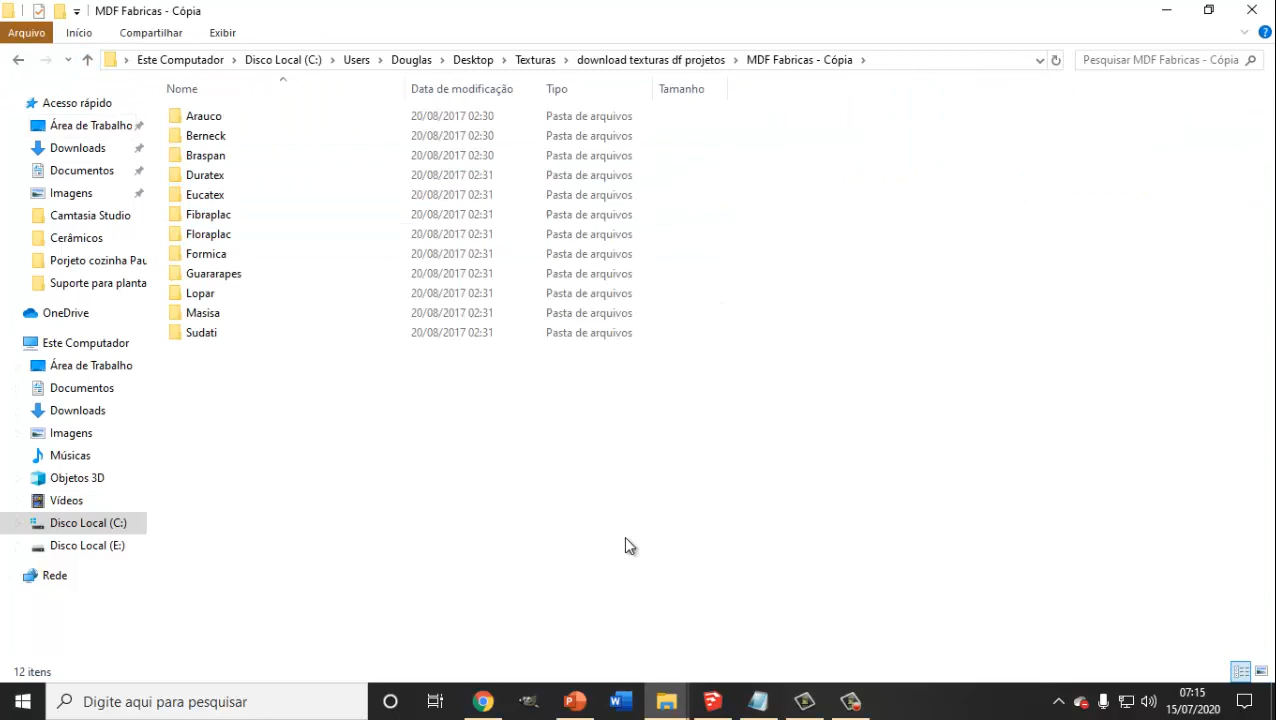 MDF Fabricas - Cópia
Arquivo Início Compartilhar Exibir
Este Computador Disco Local (C:) Users Douglas Desktop Texturas download texturas df projetos MDF Fabricas - Cópia
Pesquisar MDF Fabricas - Cópia
Nome Data de modificação Tipo Tamanho
Arauco 20/08/2017 02:30 Pasta de arquivos
Berneck 20/08/2017 02:30 Pasta de arquivos
Braspan 20/08/2017 02:30 Pasta de arquivos
Duratex 20/08/2017 02:31 Pasta de arquivos
Eucatex 20/08/2017 02:31 Pasta de arquivos
Fibraplac 20/08/2017 02:31 Pasta de arquivos
Floraplac 20/08/2017 02:31 Pasta de arquivos
Formica 20/08/2017 02:31 Pasta de arquivos
Guararapes 20/08/2017 02:31 Pasta de arquivos
Lopar 20/08/2017 02:31 Pasta de arquivos
Masisa 20/08/2017 02:31 Pasta de arquivos
Sudati 20/08/2017 02:31 Pasta de arquivos
Acesso rápido
Área de Trabalho
Downloads
Documentos
Imagens
Camtasia Studio
Cerâmicos
Porjeto cozinha Pau
Suporte para planta
OneDrive
Este Computador
Área de Trabalho
Documentos
Downloads
Imagens
Músicas
Objetos 3D
Vídeos
Disco Local (C:)
Disco Local (E:)
Rede
12 itens
Digite aqui para pesquisar
07:15
15/07/2020